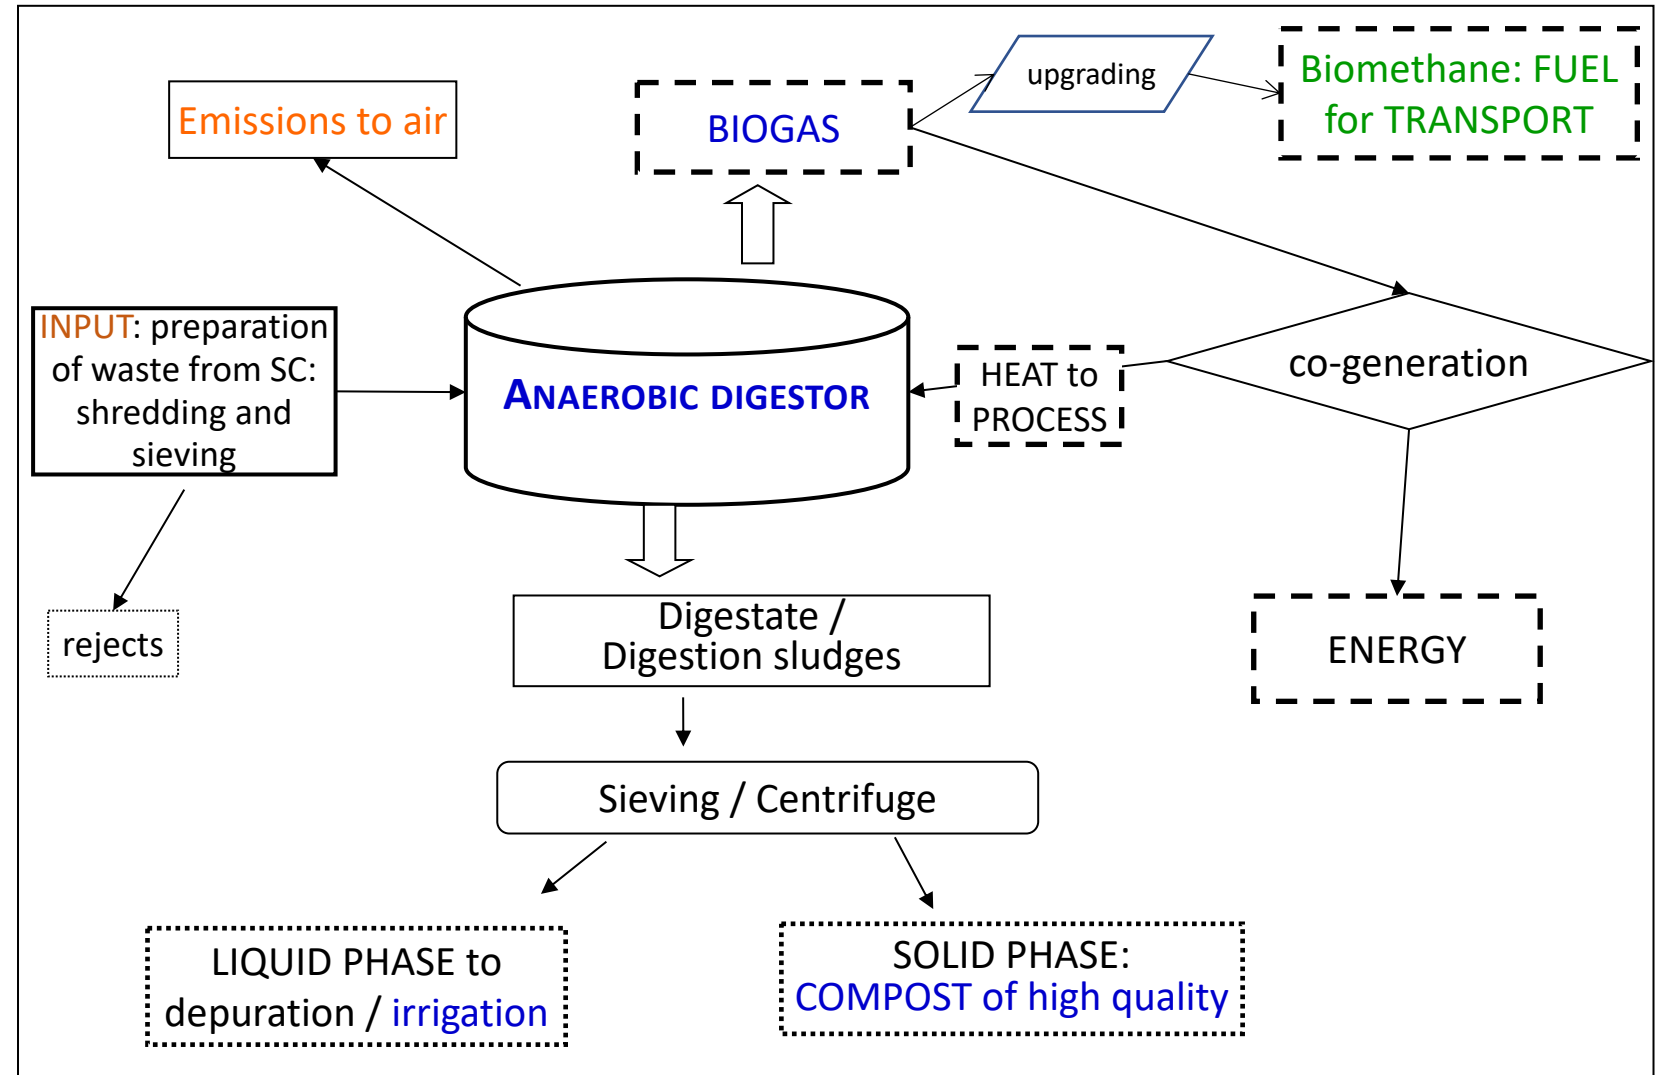 upgrading
Biomethane: FUEL
for TRANSPORT
Emissions to air
BIOGAS
INPUT: preparation
of waste from SC:
shredding and
sieving
ANAEROBIC DIGESTOR
HEAT to
PROCESS
co-generation
rejects
Digestate /
Digestion sludges
ENERGY
Sieving / Centrifuge
LIQUID PHASE to
depuration / irrigation
SOLID PHASE:
COMPOST of high quality